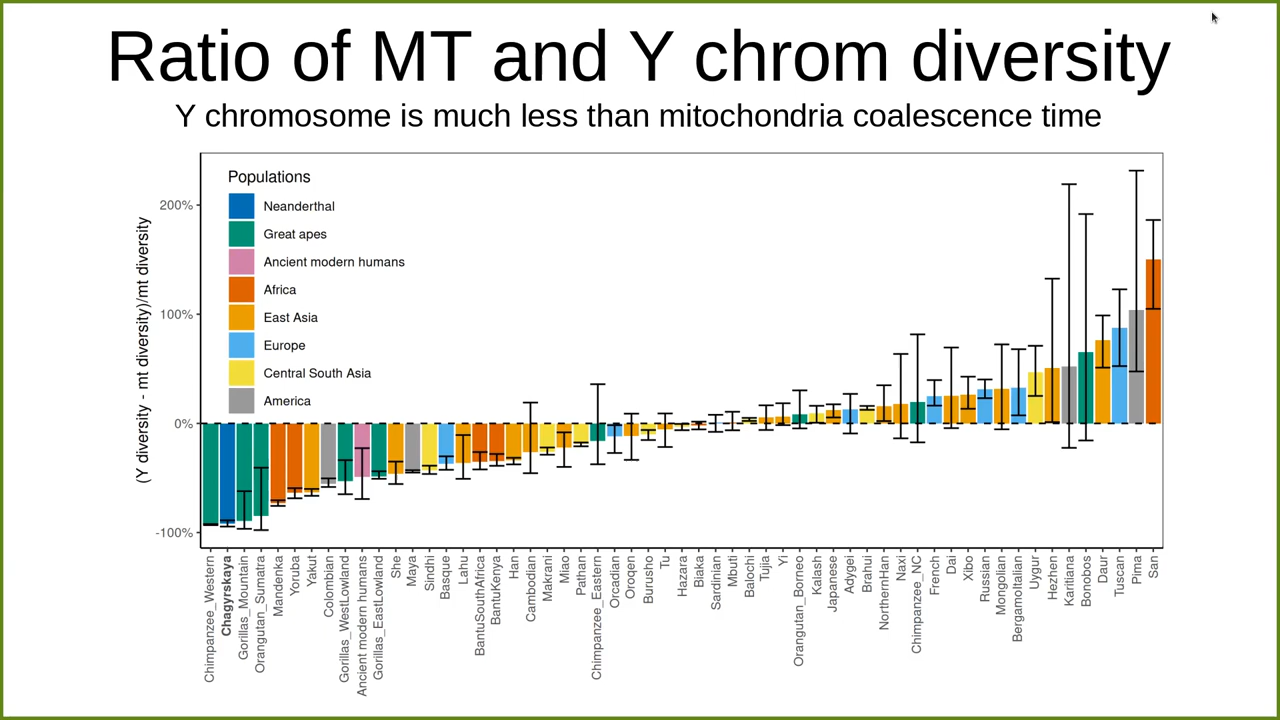 Ratio of MT and Y chrom diversity
Y chromosome is much less than mitochondria coalescence time
Populations
Neanderthal
Great apes
Ancient modern humans
Africa
East Asia
Europe
Central South Asia
America
(Y diversity - mt diversity)/mt diversity
200%
100%
0%
-100%
Chimpanzee_Western
Chagyrskaya
Gorillas_Mountain
Orangutan_Sumatra
Mandenka
Yoruba
Yakut
Colombian
Gorillas_WestLowland
Ancient modern humans
Gorillas_EastLowland
She
Maya
Sindhi
Basque
Lahu
BantuSouthAfrica
BantuKenya
Han
Cambodian
Makrani
Miao
Pathan
Chimpanzee_Eastern
Orcadian
Oroqen
Burusho
Tu
Hazara
Biaka
Sardinian
Mbuti
Balochi
Tujia
Yi
Orangutan_Borneo
Kalash
Japanese
Adygei
Brahui
NorthernHan
Naxi
Chimpanzee_NC
French
Dai
Xibo
Russian
Mongolian
BergamoItalian
Uygur
Hezhen
Karitiana
Bonobos
Daur
Tuscan
Pima
San